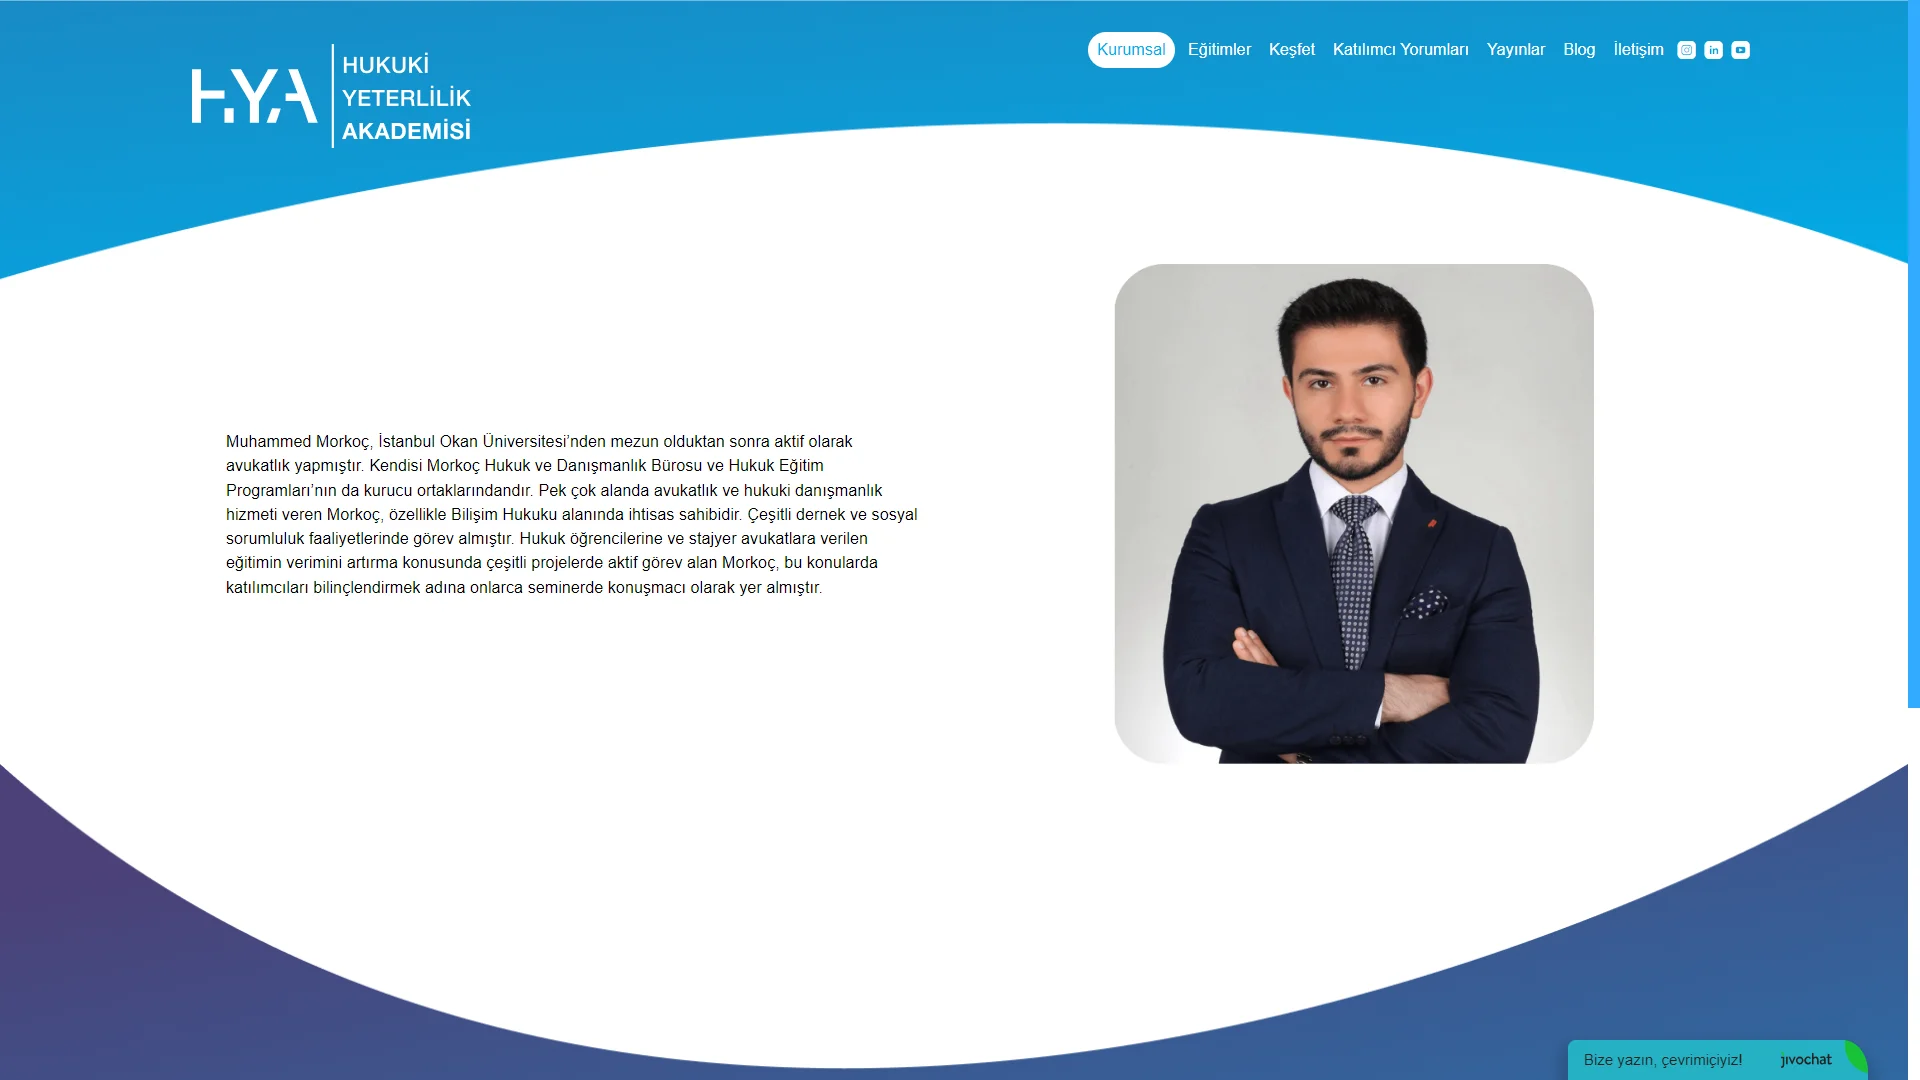 HYA
HUKUKİ
YETERLİLİK
AKADEMİSİ
Kurumsal Eğitimler Keşfet Katılımcı Yorumları Yayınlar Blog İletişim in
Muhammed Morkoç, İstanbul Okan Üniversitesi’nden mezun olduktan sonra aktif olarak
avukatlık yapmıştır. Kendisi Morkoç Hukuk ve Danışmanlık Bürosu ve Hukuk Eğitim
Programları’nın da kurucu ortaklarındandır. Pek çok alanda avukatlık ve hukuki danışmanlık
hizmeti veren Morkoç, özellikle Bilişim Hukuku alanında ihtisas sahibidir. Çeşitli dernek ve sosyal
sorumluluk faaliyetlerinde görev almıştır. Hukuk öğrencilerine ve stajyer avukatlara verilen
eğitimin verimini artırma konusunda çeşitli projelerde aktif görev alan Morkoç, bu konularda
katılımcıları bilinçlendirmek adına onlarca seminerde konuşmacı olarak yer almıştır.
Bize yazın, çevrimiçiyiz! jivochat